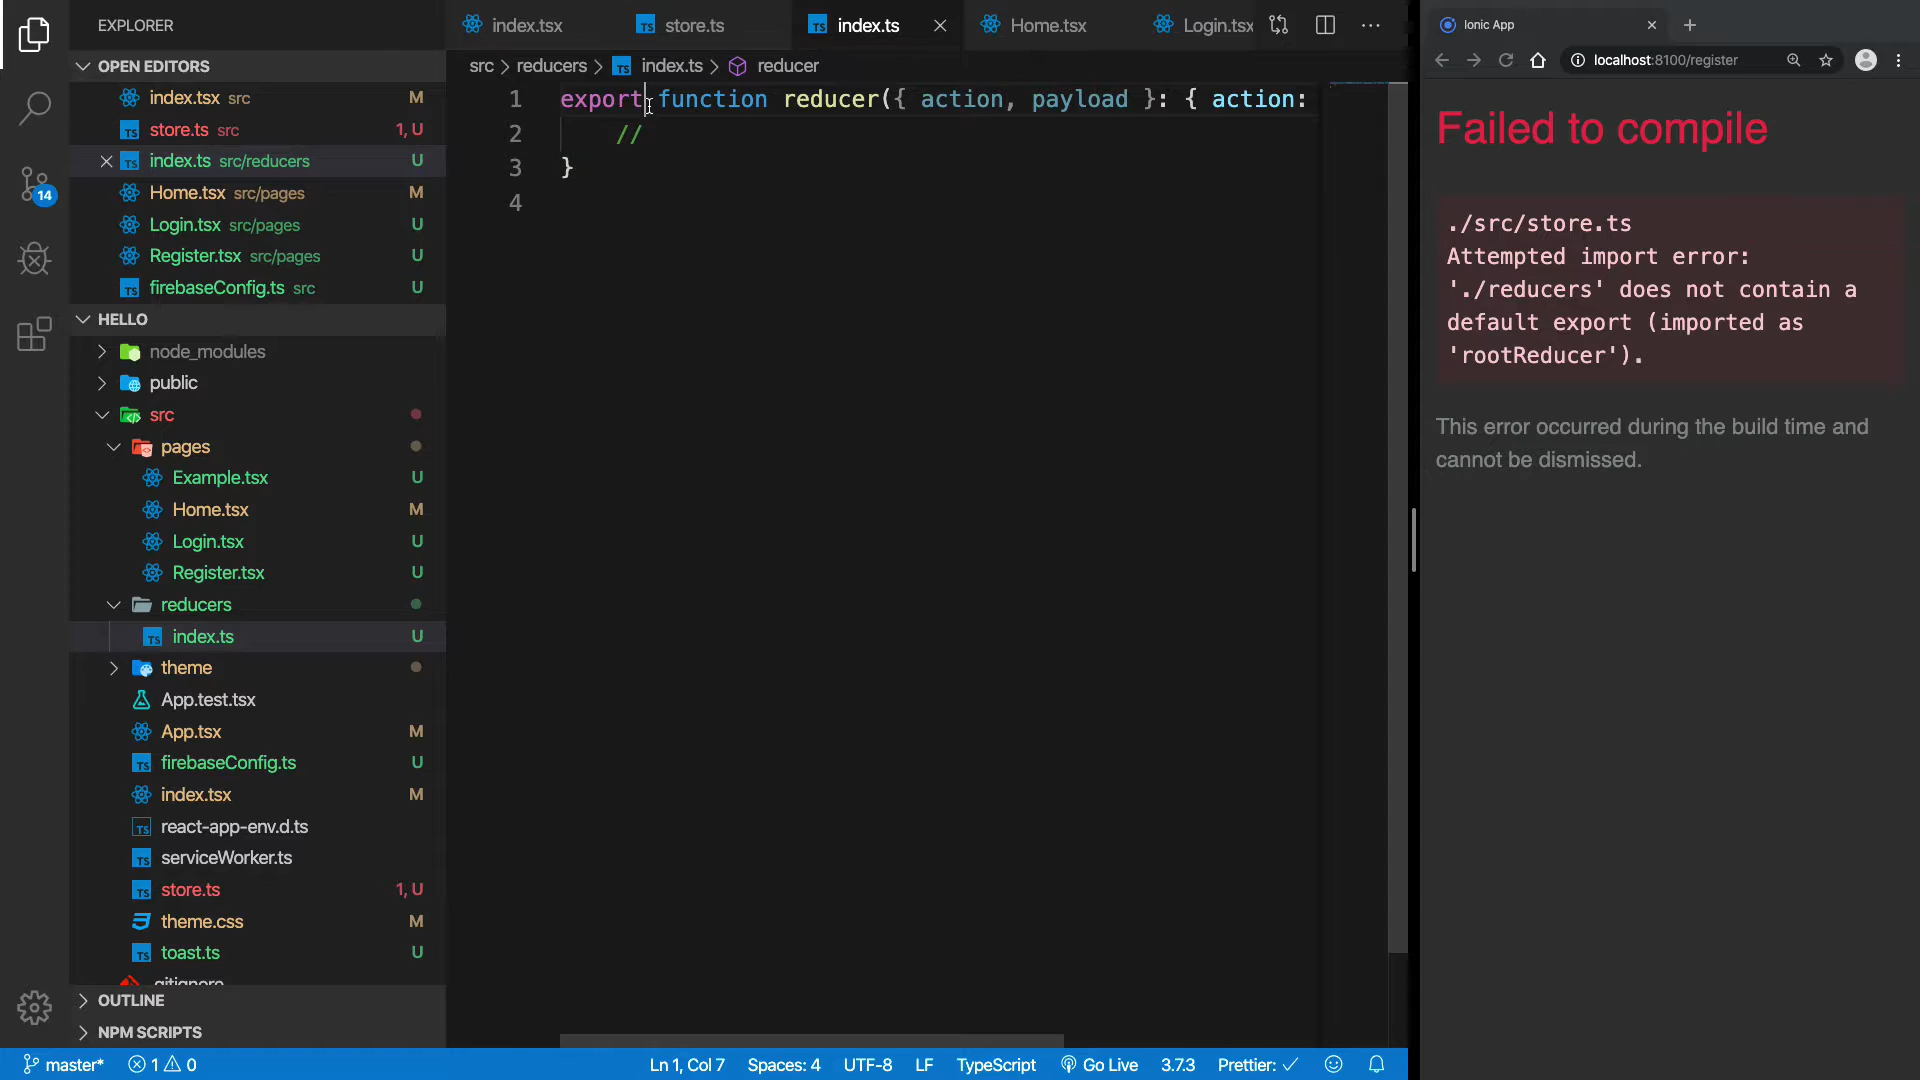 EXPLORER
OPEN EDITORS
index.tsx src M
store.ts src 1, U
index.ts src/reducers U
Home.tsx src/pages M
Login.tsx src/pages U
Register.tsx src/pages U
firebaseConfig.ts src U
HELLO
node_modules
public
src
pages
Example.tsx U
Home.tsx M
Login.tsx U
Register.tsx U
reducers
index.ts U
theme
App.test.tsx
App.tsx M
firebaseConfig.ts U
index.tsx M
react-app-env.d.ts
serviceWorker.ts
store.ts 1, U
theme.css M
toast.ts U
.gitignore
OUTLINE
NPM SCRIPTS
14
index.tsx
store.ts
index.ts
Home.tsx
Login.tsx
src > reducers > index.ts > reducer
1 export function reducer({ action, payload }: { action:
2 //
3 }
4
master* 1 0
Ln 1, Col 7
Spaces: 4
UTF-8
LF
TypeScript
Go Live
3.7.3
Prettier: ✓
Ionic App
localhost:8100/register
Failed to compile
./src/store.ts
Attempted import error:
'./reducers' does not contain a
default export (imported as
'rootReducer').
This error occurred during the build time and
cannot be dismissed.